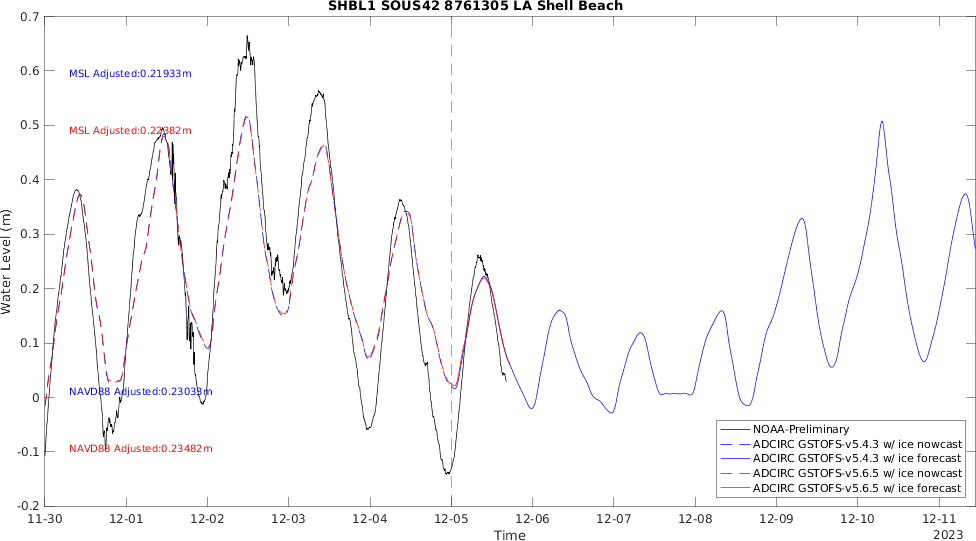 SHBL1 SOUS42 8761305 LA Shell Beach
0.7
0.6
0.5
0.4
0.3
0.2
0.1
0
-0.1
-0.2
Water Level (m)
MSL Adjusted:0.21933m
MSL Adjusted:0.22382m
NAVD88 Adjusted:0.23033m
NAVD88 Adjusted:0.23482m
NOAA-Preliminary
ADCIRC GSTOFS-v5.4.3 w/ ice nowcast
ADCIRC GSTOFS-v5.4.3 w/ ice forecast
ADCIRC GSTOFS-v5.6.5 w/ ice nowcast
ADCIRC GSTOFS-v5.6.5 w/ ice forecast
11-30 12-01 12-02 12-03 12-04 12-05 12-06 12-07 12-08 12-09 12-10 12-11
Time
2023